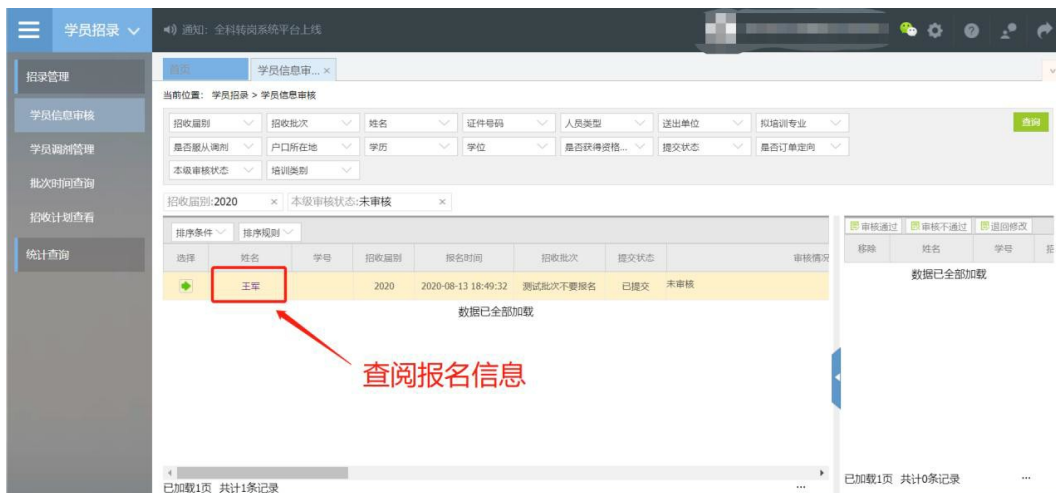 学员招录
通知: 全科转岗系统平台上线
招录管理
学员信息审核
学员调剂管理
批次时间查询
招收计划查看
统计查询
首页
学员信息审... ×
当前位置: 学员招录 > 学员信息审核
招收届别 招收批次 姓名 证件号码 人员类型 送出单位 拟培训专业 查询
是否服从调剂 户口所在地 学历 学位 是否获得资格... 提交状态 是否订单定向
本级审核状态 培训类别
招收届别:2020 × 本级审核状态:未审核 ×
排序条件 排序规则
选择 姓名 学号 招收届别 报名时间 招收批次 提交状态 审核情况
王军 2020 2020-08-13 18:49:32 测试批次不要报名 已提交 未审核
数据已全部加载
查阅报名信息
已加载1页 共计1条记录 ...
审核通过 审核不通过 退回修改
移除 姓名 学号 招
数据已全部加载
已加载1页 共计0条记录 ...